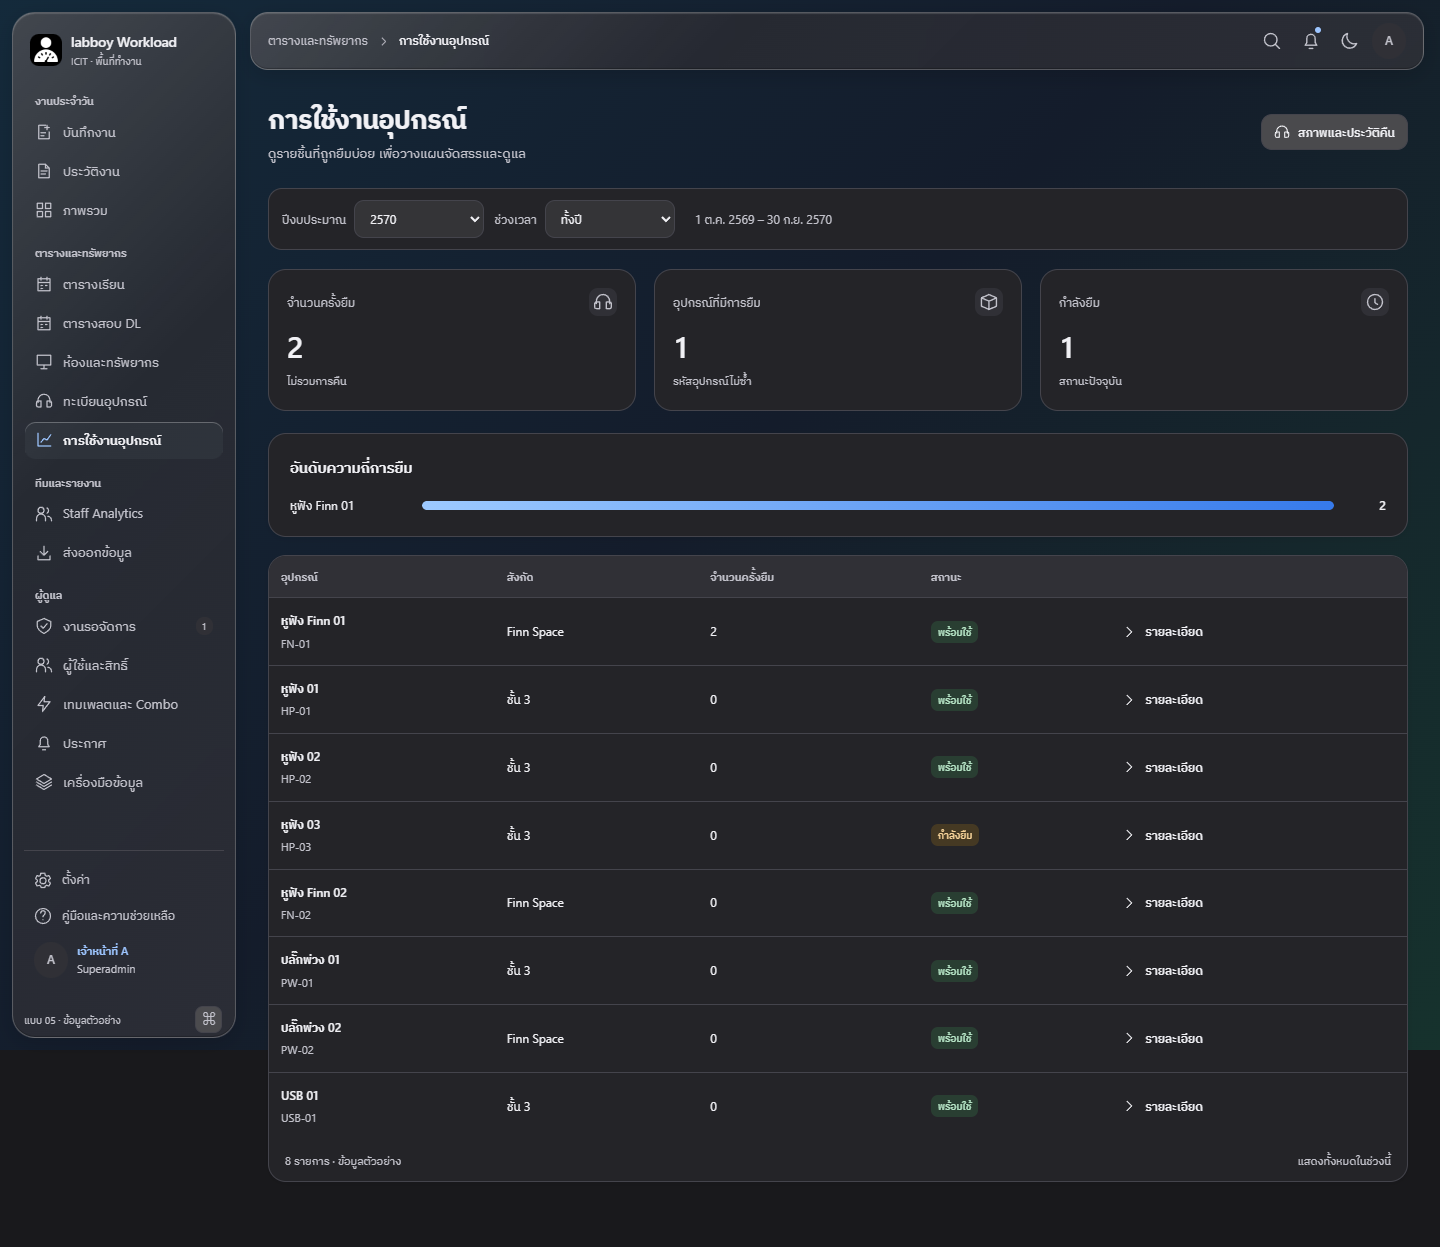 labboy Workload
ICIT · พื้นที่ทำงาน
งานประจำวัน
บันทึกงาน
ประวัติงาน
ภาพรวม
ตารางและทรัพยากร
ตารางเรียน
ตารางสอบ DL
ห้องและทรัพยากร
ทะเบียนอุปกรณ์
การใช้งานอุปกรณ์
ทีมและรายงาน
Staff Analytics
ส่งออกข้อมูล
ผู้ดูแล
งานรอจัดการ 1
ผู้ใช้และสิทธิ์
เทมเพลตและ Combo
ประกาศ
เครื่องมือข้อมูล
ตั้งค่า
คู่มือและความช่วยเหลือ
A
เจ้าหน้าที่ A
Superadmin
แบบ 05 · ข้อมูลตัวอย่าง
ตารางและทรัพยากร > การใช้งานอุปกรณ์
A
การใช้งานอุปกรณ์
ดูรายชิ้นที่ถูกยืมบ่อย เพื่อวางแผนจัดสรรและดูแล
สภาพและประวัติคืน
ปีงบประมาณ 2570 ช่วงเวลา ทั้งปี 1 ต.ค. 2569 – 30 ก.ย. 2570
จำนวนครั้งยืม
2
ไม่รวมการคืน
อุปกรณ์ที่มีการยืม
1
รหัสอุปกรณ์ไม่ซ้ำ
กำลังยืม
1
สถานะปัจจุบัน
อันดับความถี่การยืม
หูฟัง Finn 01 2
อุปกรณ์ สังกัด จำนวนครั้งยืม สถานะ
หูฟัง Finn 01
FN-01
Finn Space 2 พร้อมใช้ รายละเอียด
หูฟัง 01
HP-01
ชั้น 3 0 พร้อมใช้ รายละเอียด
หูฟัง 02
HP-02
ชั้น 3 0 พร้อมใช้ รายละเอียด
หูฟัง 03
HP-03
ชั้น 3 0 กำลังยืม รายละเอียด
หูฟัง Finn 02
FN-02
Finn Space 0 พร้อมใช้ รายละเอียด
ปลั๊กพ่วง 01
PW-01
ชั้น 3 0 พร้อมใช้ รายละเอียด
ปลั๊กพ่วง 02
PW-02
Finn Space 0 พร้อมใช้ รายละเอียด
USB 01
USB-01
ชั้น 3 0 พร้อมใช้ รายละเอียด
8 รายการ · ข้อมูลตัวอย่าง
แสดงทั้งหมดในช่วงนี้